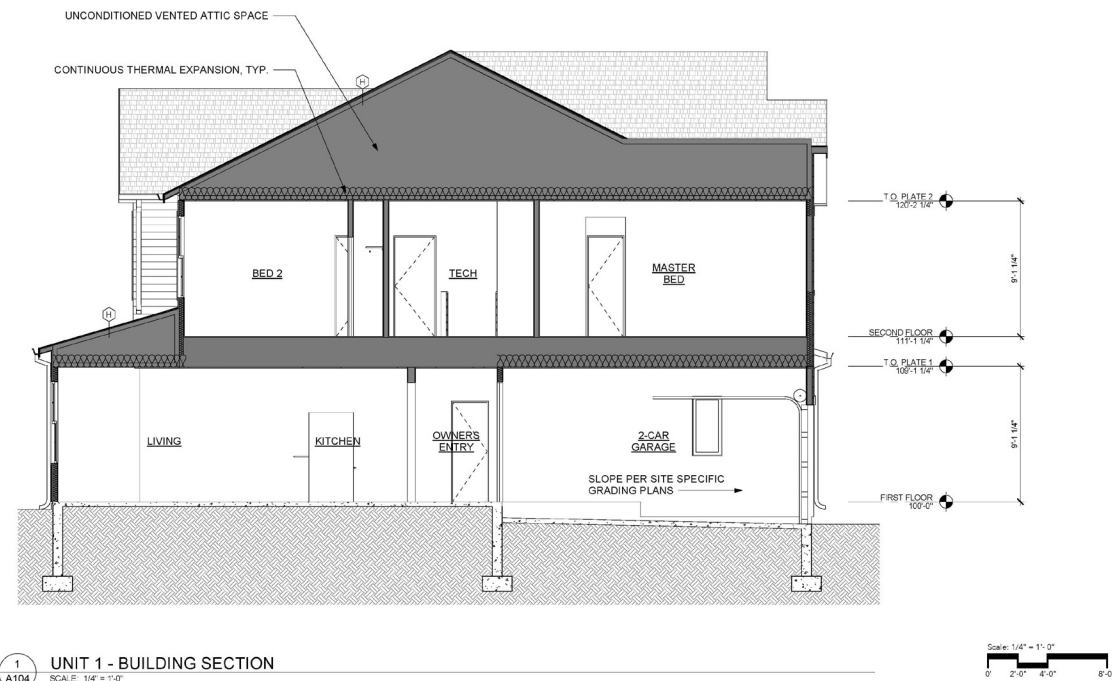 UNCONDITIONED VENTED ATTIC SPACE
CONTINUOUS THERMAL EXPANSION, TYP.
H
T.O. PLATE 2
120'-2 1/4"
BED 2
TECH
MASTER
BED
9'-1 1/4"
H
SECOND FLOOR
111'-1 1/4"
T.O. PLATE 1
109'-1 1/4"
LIVING
KITCHEN
OWNERS
ENTRY
2-CAR
GARAGE
9'-1 1/4"
SLOPE PER SITE SPECIFIC
GRADING PLANS
FIRST FLOOR
100'-0"
1
A104
UNIT 1 - BUILDING SECTION
SCALE: 1/4" = 1'-0"
Scale: 1/4" = 1'- 0"
0' 2'-0" 4'-0" 8'-0